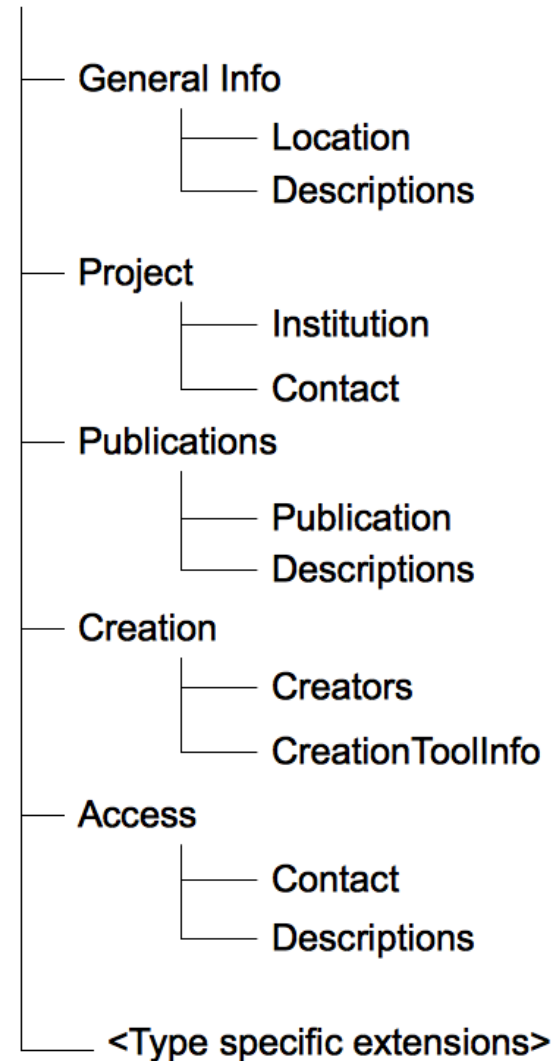 General Info
Location
Descriptions
Project
Institution
Contact
Publications
Publication
Descriptions
Creation
Creators
CreationToolInfo
Access
Contact
Descriptions
<Type specific extensions>